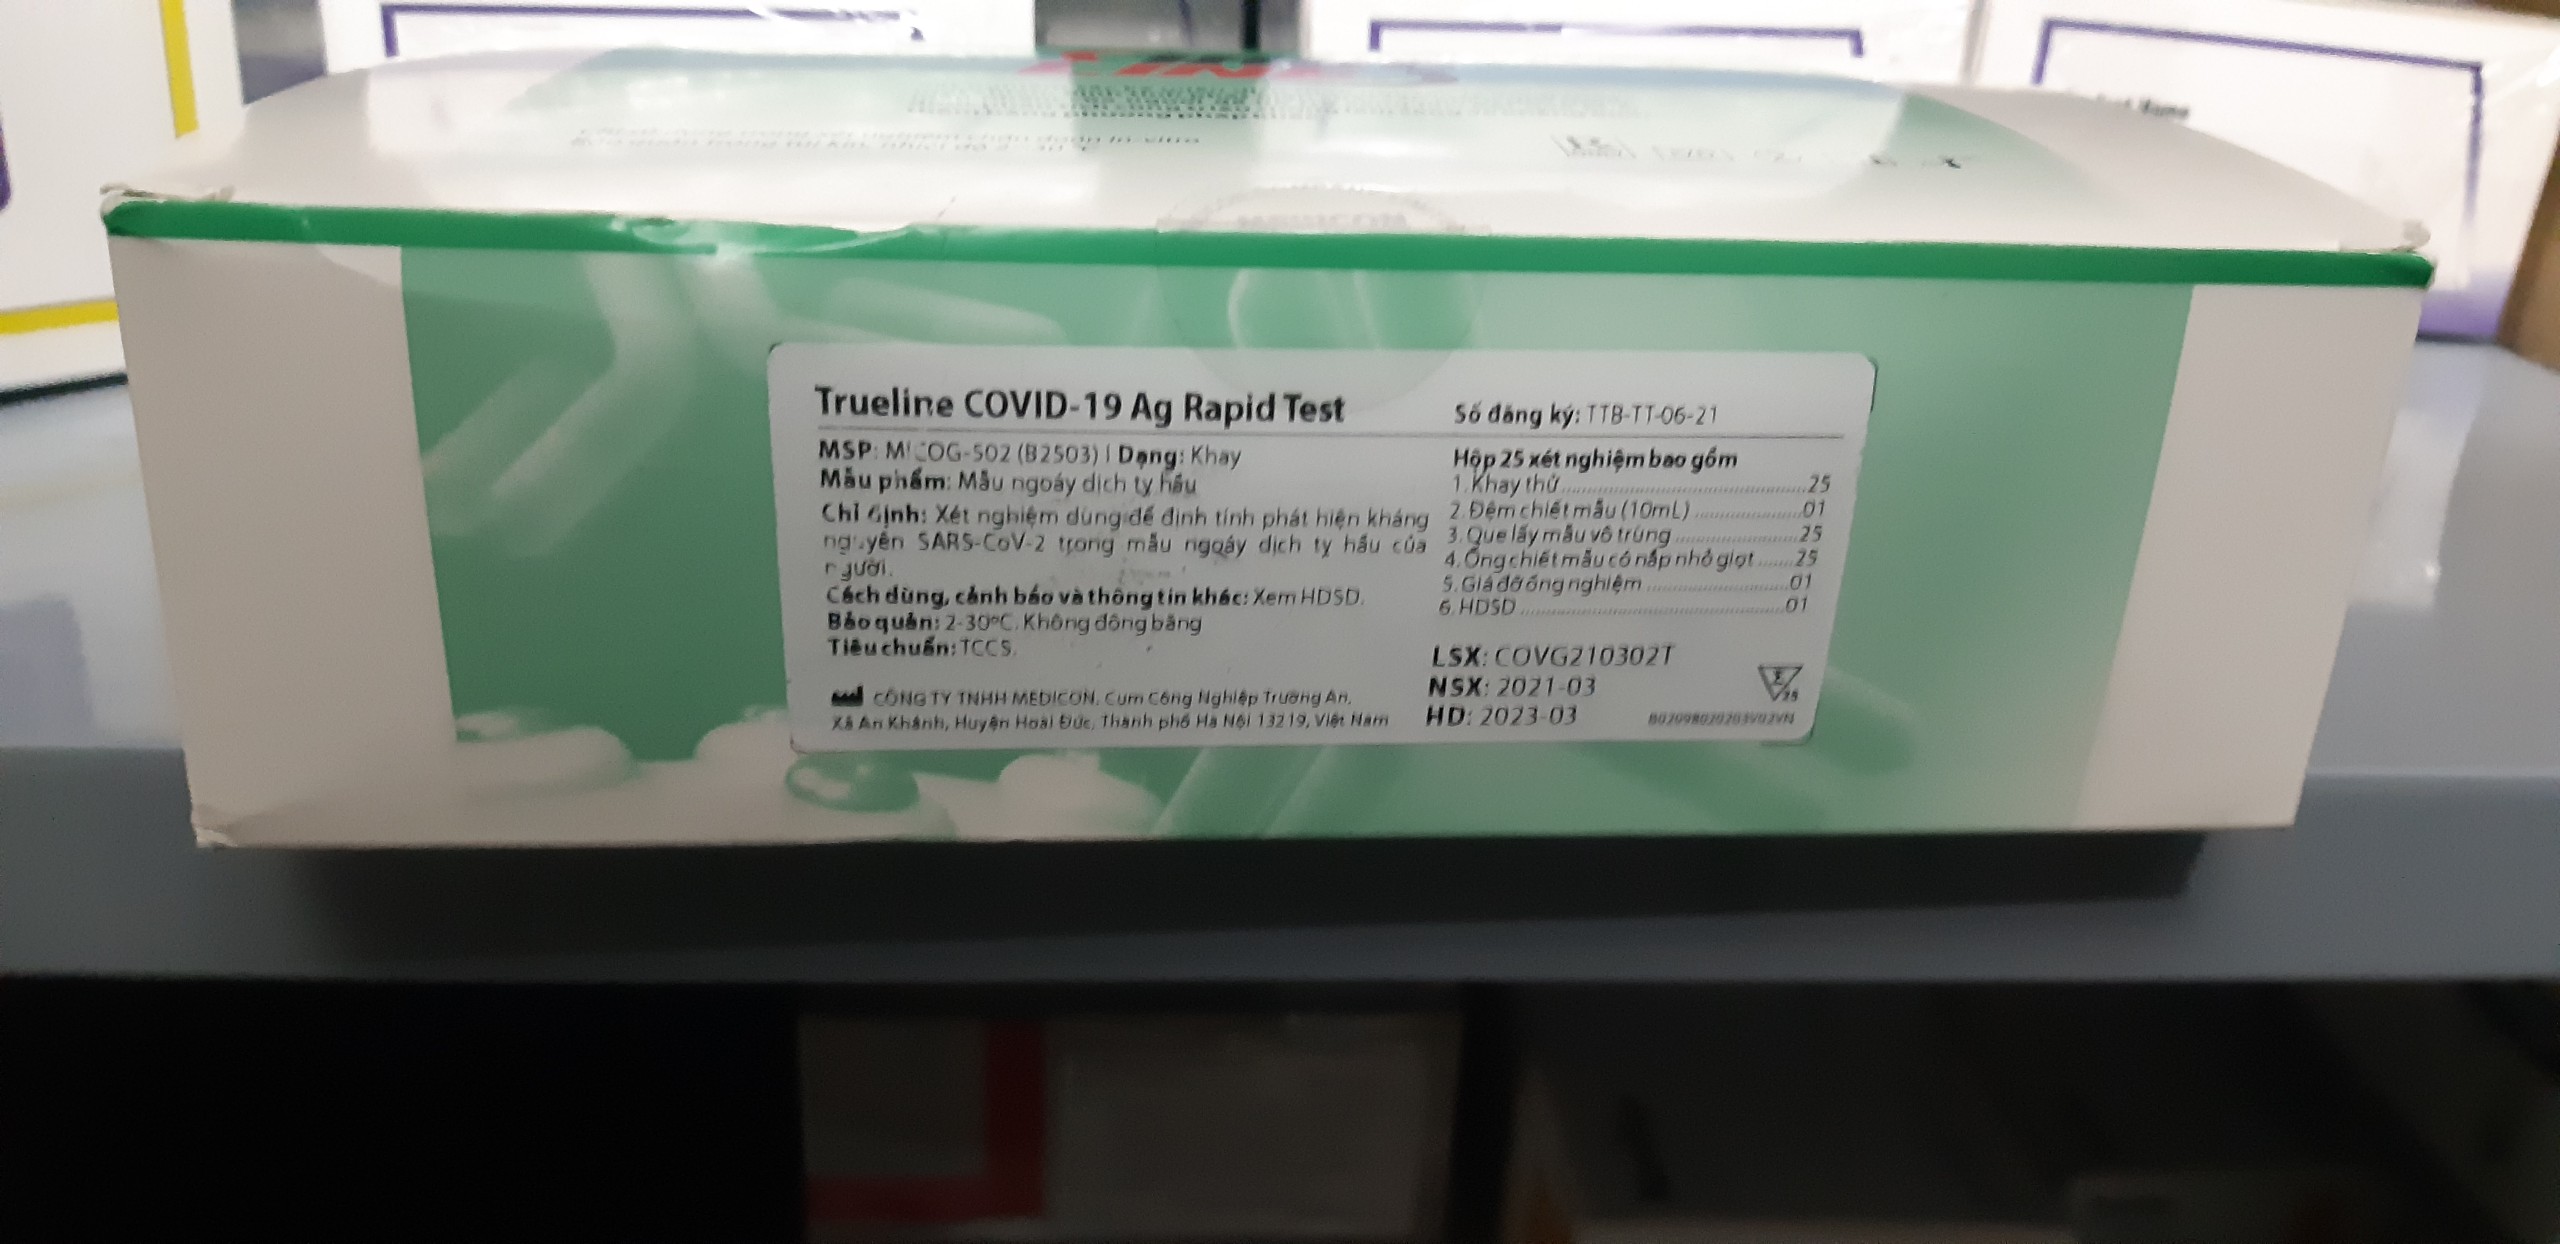 MEDICON
Trueline COVID-19 Ag Rapid Test
Số đăng ký: TTB-TT-06-21
MSP: MICOG-502 (B2503) | Dạng: Khay
Mẫu phẩm: Mẫu ngoáy dịch tỵ hầu
Chỉ định: Xét nghiệm dùng để định tính phát hiện kháng
nguyên SARS-CoV-2 trong mẫu ngoáy dịch tỵ hầu của
người.
Cách dùng, cảnh báo và thông tin khác: Xem HDSD.
Bảo quản: 2-30°C. Không đông băng
Tiêu chuẩn: TCCS.
CÔNG TY TNHH MEDICON. Cụm Công Nghiệp Trường An,
Xã An Khánh, Huyện Hoài Đức, Thành phố Hà Nội 13219, Việt Nam
Hộp 25 xét nghiệm bao gồm
1. Khay thử ........ 25
2. Đệm chiết mẫu (10mL) ........ 01
3. Que lấy mẫu vô trùng ........ 25
4. Ống chiết mẫu có nắp nhỏ giọt ........ 25
5. Giá đỡ ống nghiệm ........ 01
6. HDSD ........ 01
LSX: COVG210302T
NSX: 2021-03
HD: 2023-03
Σ
25